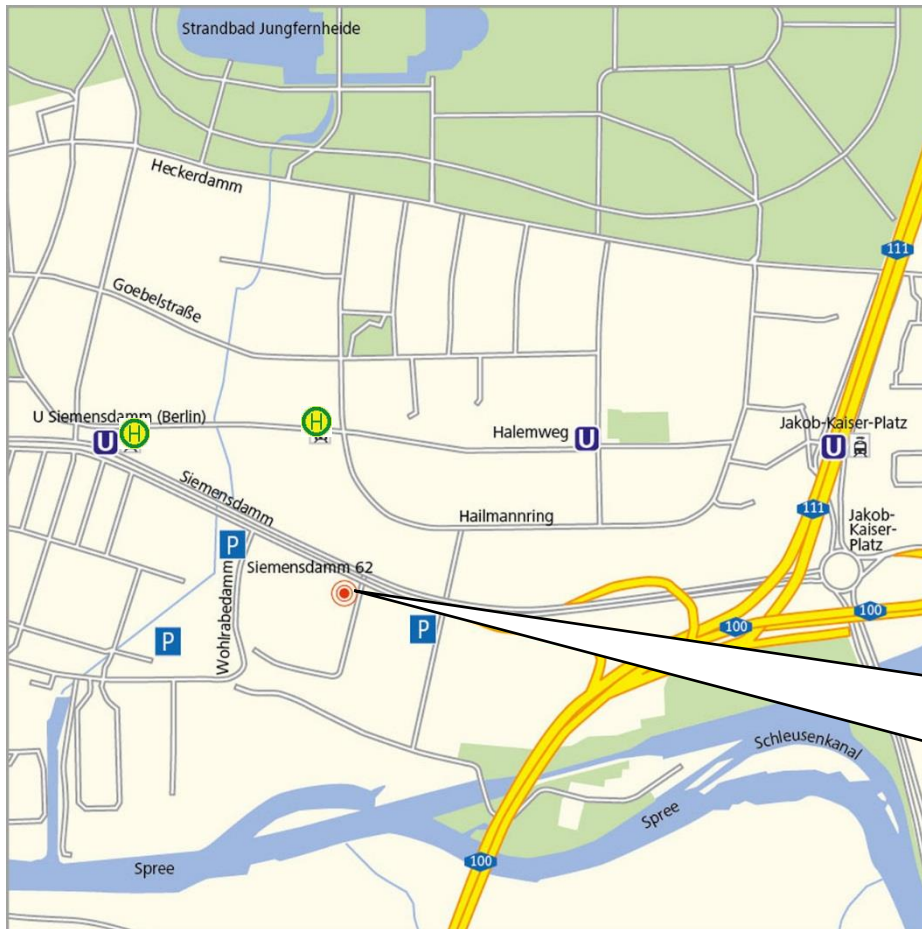 Strandbad Jungfernheide
Heckerdamm
111
Goebelstraße
U Siemensdamm (Berlin)
H
H
U
Halemweg
U
Jakob-Kaiser-Platz
U
Siemensdamm
111
Hailmannring
Jakob-
Kaiser-
Platz
P
Siemensdamm 62
Wohlrabedamm
100
100
P
P
Schleusenkanal
Spree
100
Spree